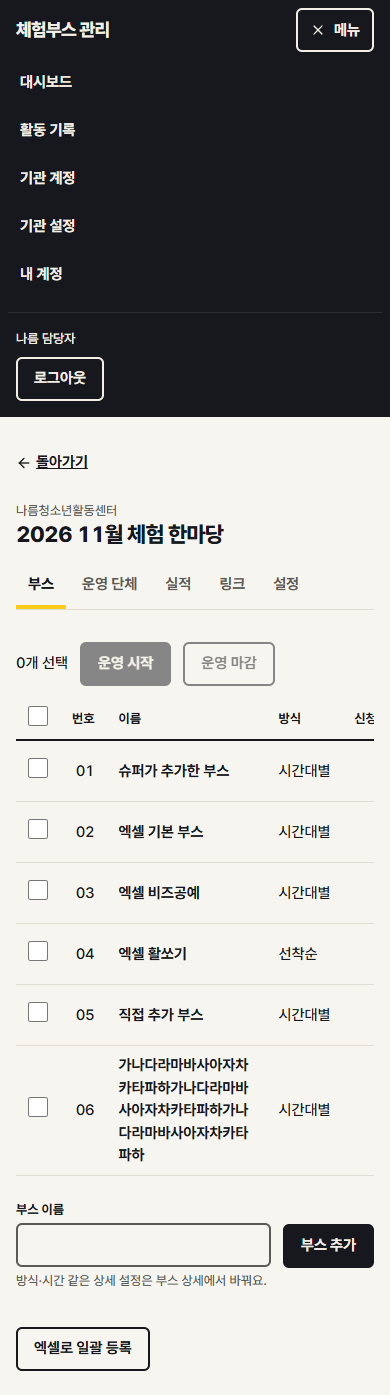 체험부스 관리
메뉴
대시보드
활동 기록
기관 계정
기관 설정
내 계정
나름 담당자
로그아웃
돌아가기
나름청소년활동센터
2026 11월 체험 한마당
부스 운영 단체 실적 링크 설정
0개 선택 운영 시작 운영 마감
번호 이름 방식 신청
01 슈퍼가 추가한 부스 시간대별
02 엑셀 기본 부스 시간대별
03 엑셀 비즈공예 시간대별
04 엑셀 활쏘기 선착순
05 직접 추가 부스 시간대별
가나다라마바사아자차
카타파하가나다라마바
06 사아자차카타파하가나 시간대별
다라마바사아자차카타
파하
부스 이름
부스 추가
방식·시간 같은 상세 설정은 부스 상세에서 바꿔요.
엑셀로 일괄 등록